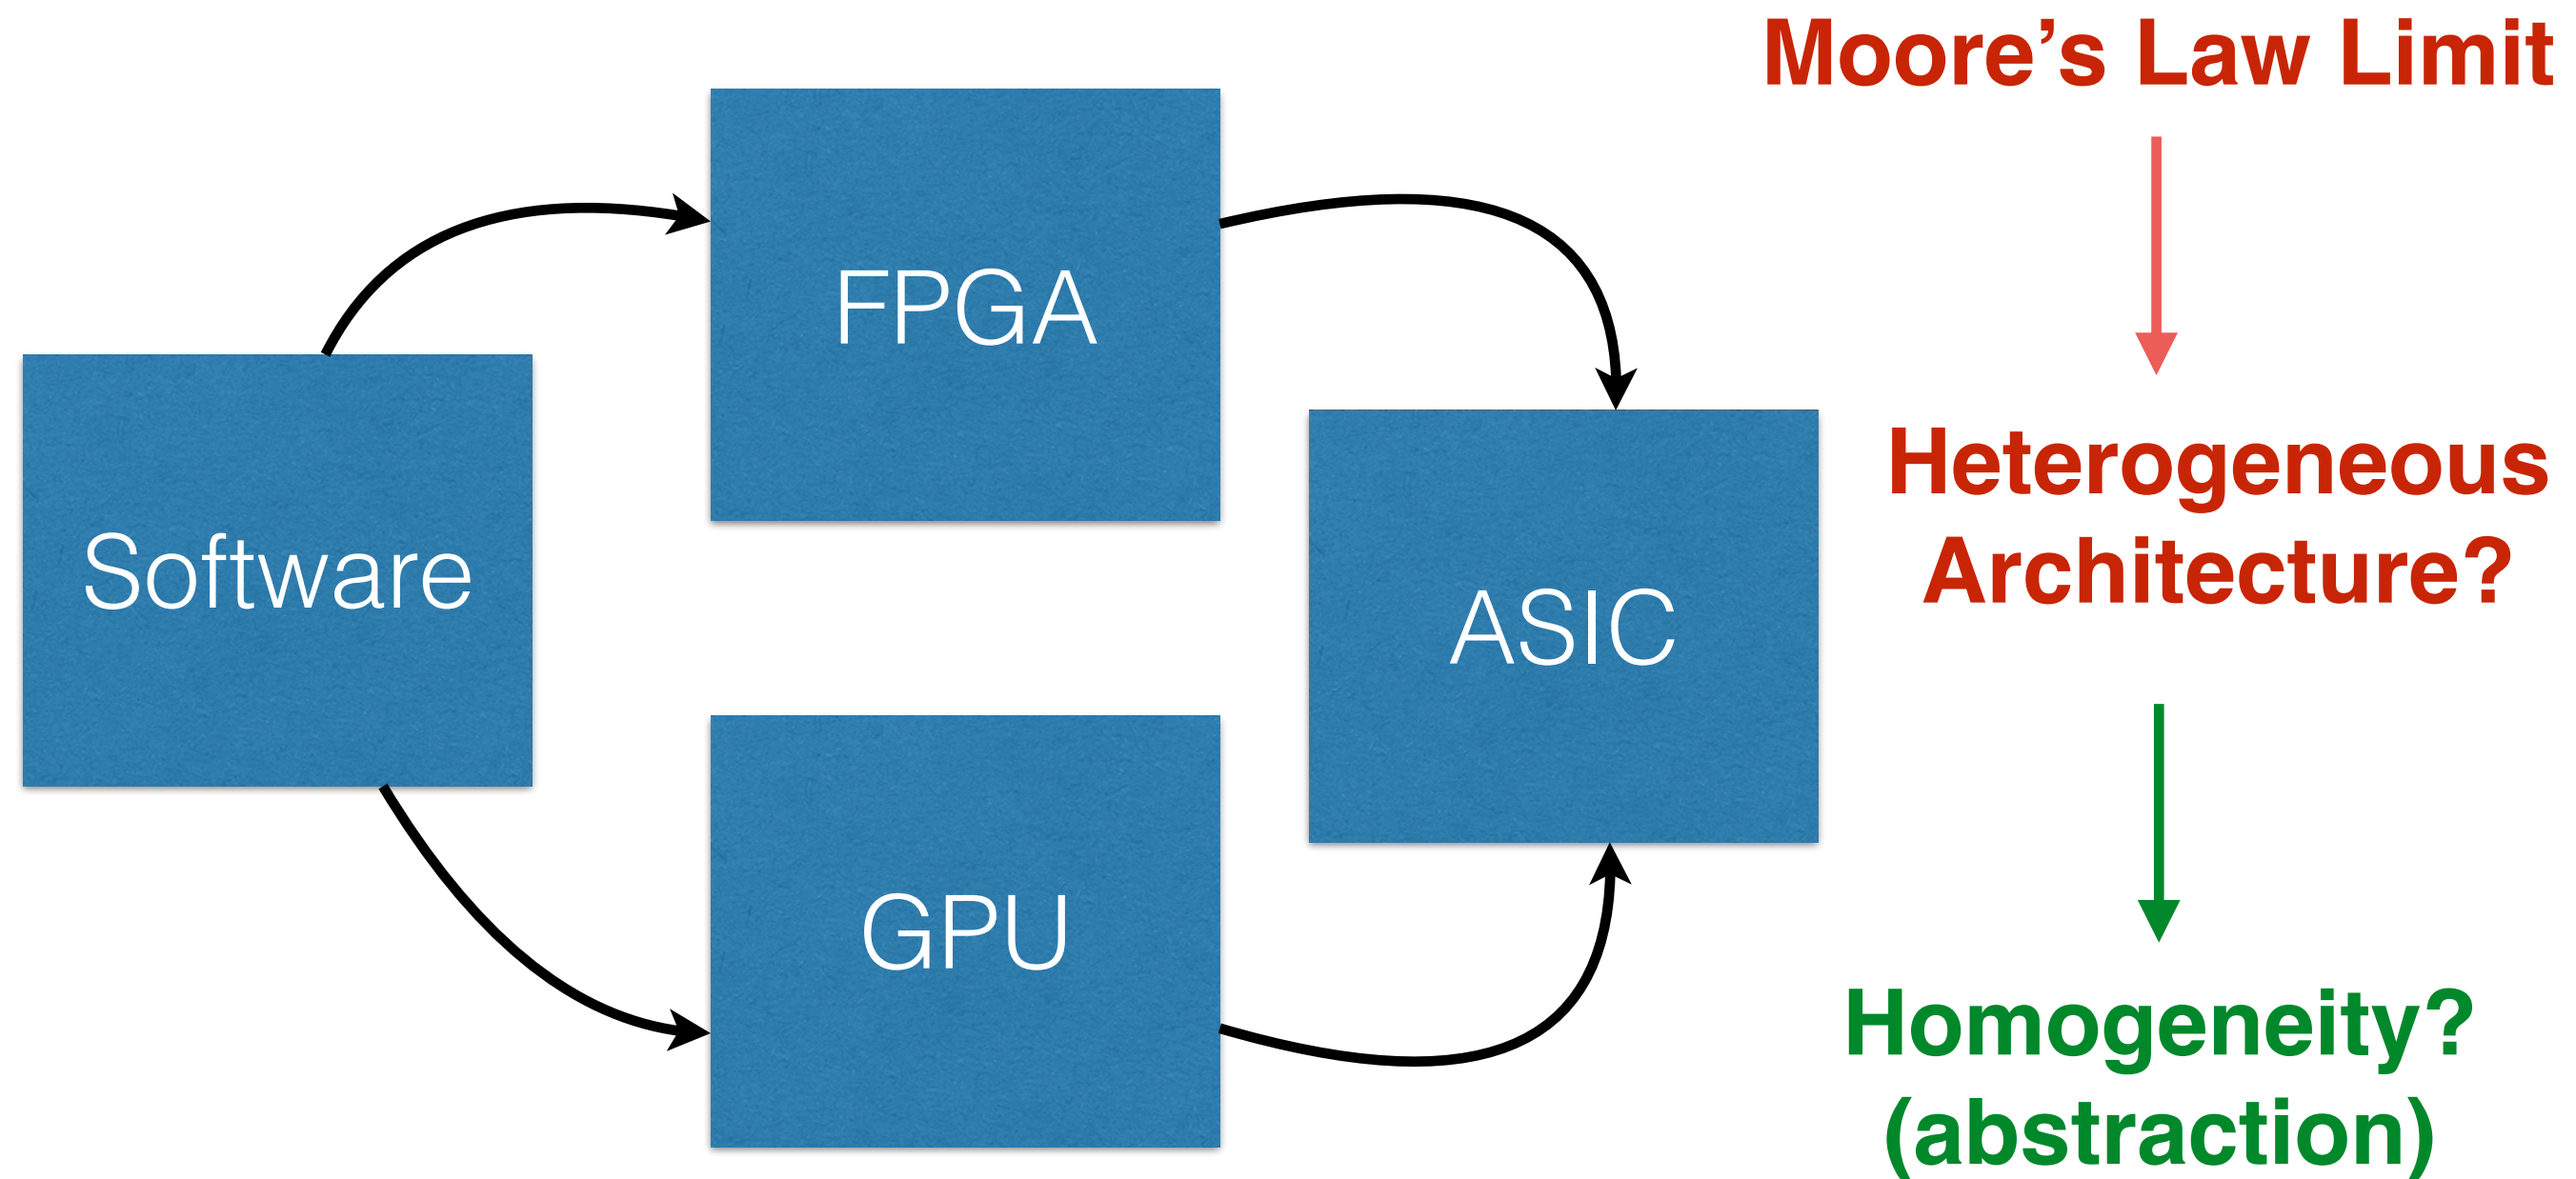 Software
FPGA
GPU
ASIC
Moore’s Law Limit
Heterogeneous
Architecture?
Homogeneity?
(abstraction)